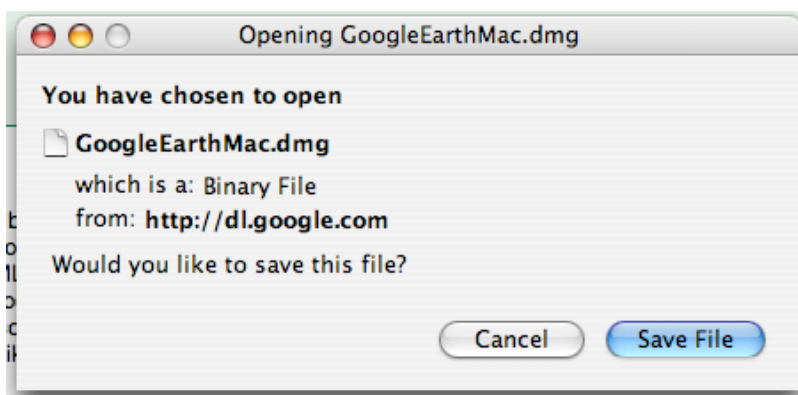 Opening GoogleEarthMac.dmg
You have chosen to open
GoogleEarthMac.dmg
which is a: Binary File
from: http://dl.google.com
Would you like to save this file?
Cancel Save File